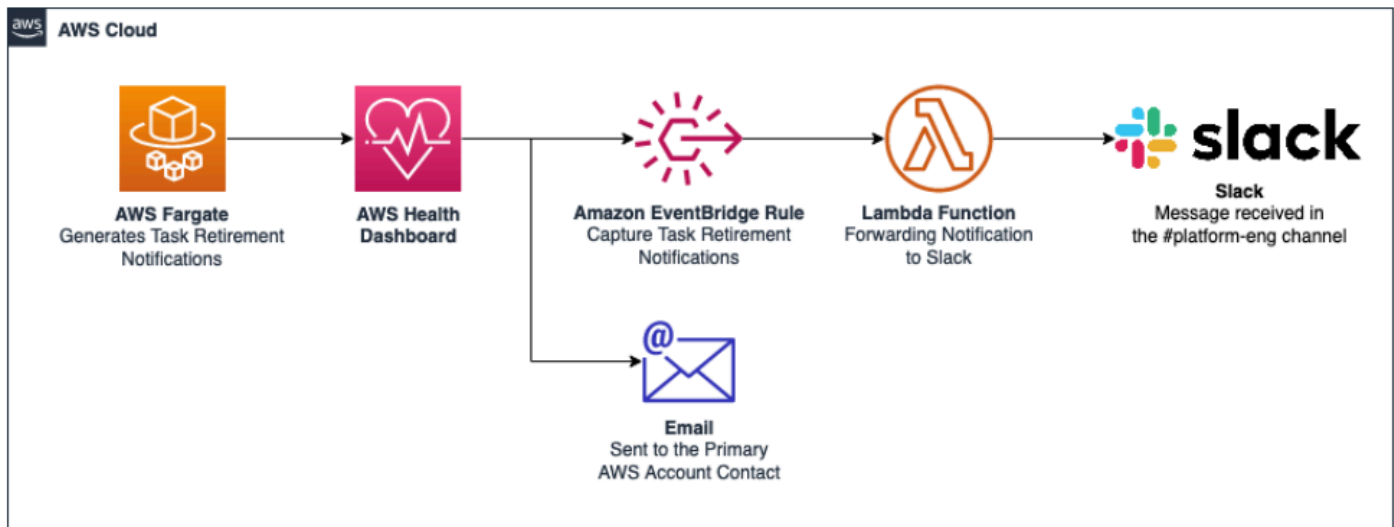 aws
AWS Cloud
AWS Fargate
Generates Task Retirement
Notifications
AWS Health
Dashboard
Amazon EventBridge Rule
Capture Task Retirement
Notifications
Lambda Function
Forwarding Notification
to Slack
slack
Slack
Message received in
the #platform-eng channel
@
Email
Sent to the Primary
AWS Account Contact